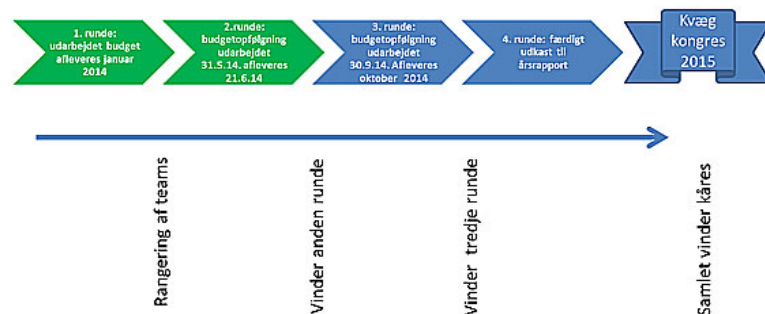 1. runde:
udarbejdet budget
afleveres januar
2014
2.runde:
budgetopfølgning
udarbejdet
31.5.14. afleveres
21.6.14
3. runde:
budgetopfølgning
udarbejdet
30.9.14. Afleveres
oktober 2014
4. runde: færdigt
udkast til
årsrapport
Kvæg
kongres
2015
Rangering af teams
Vinder anden runde
Vinder tredje runde
Samlet vinder kåres